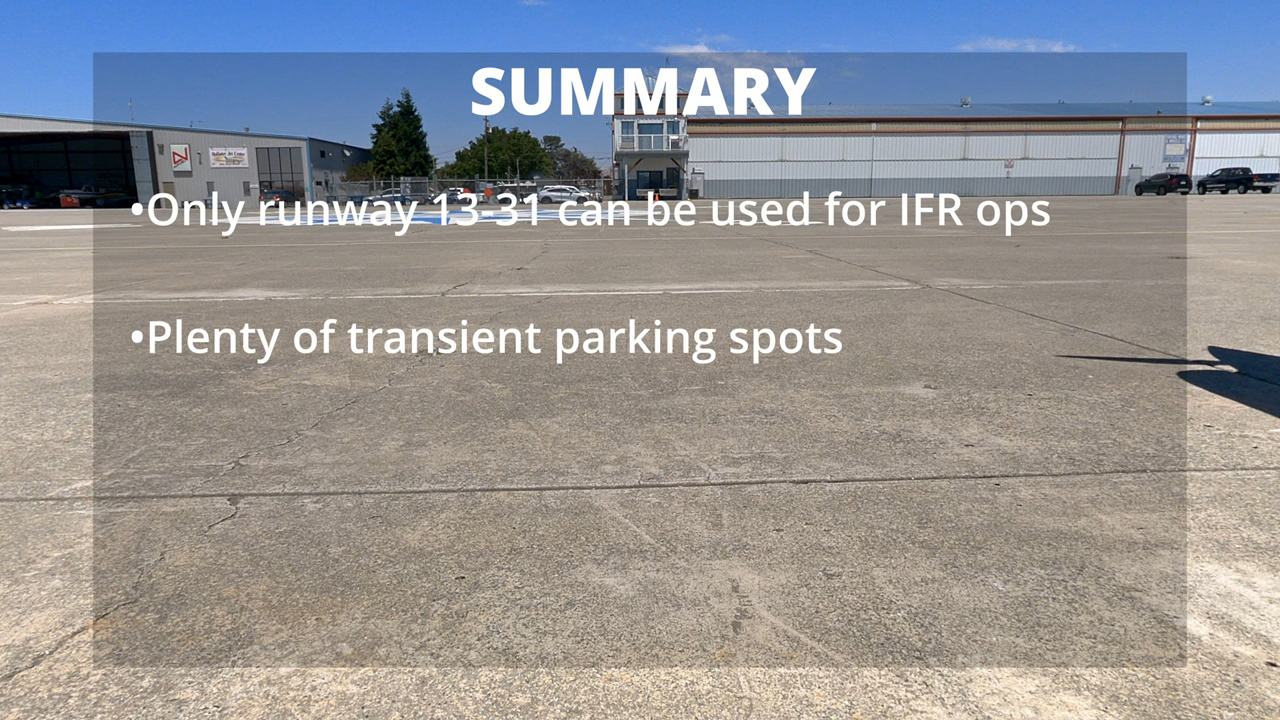 SUMMARY
•Only runway 13-31 can be used for IFR ops
•Plenty of transient parking spots